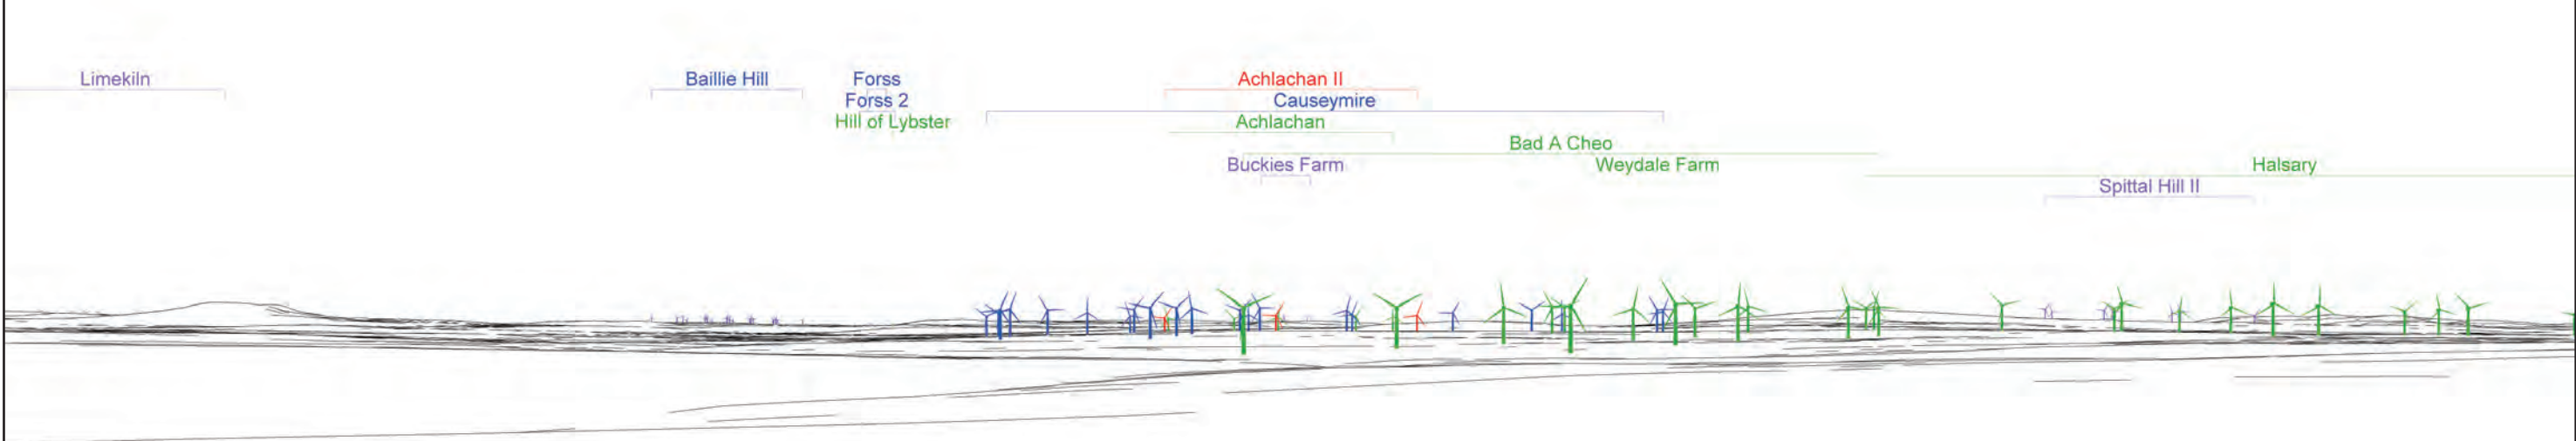 Limekiln
Baillie Hill
Forss
Forss 2
Hill of Lybster
Achlachan II
Causeymire
Achlachan
Bad A Cheo
Buckies Farm
Weydale Farm
Halsary
Spittal Hill II